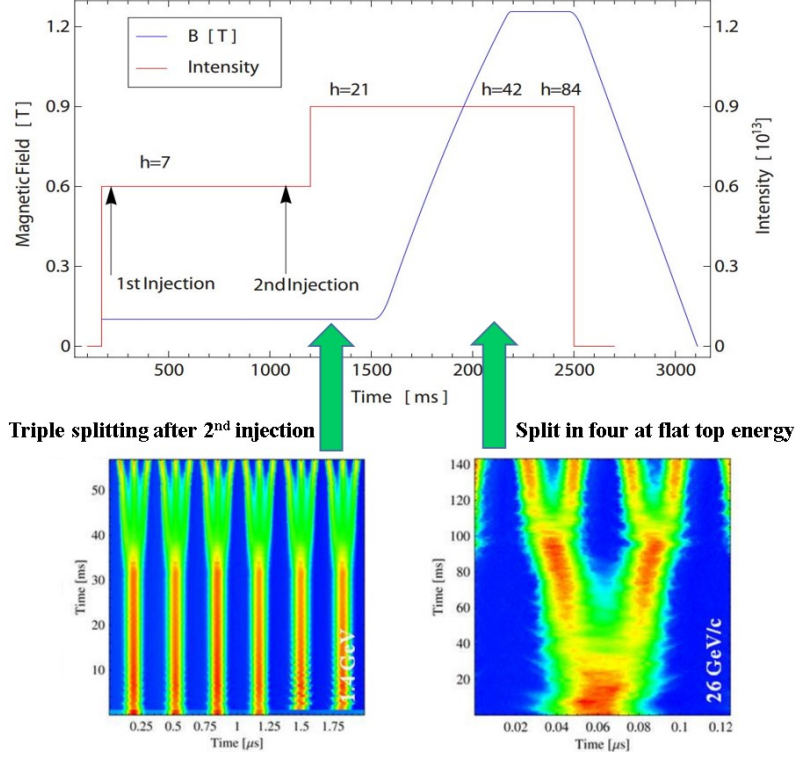 B [T]
Intensity
h=21
h=42 h=84
h=7
1st Injection
2nd Injection
1.2
0.9
0.6
0.3
0
Magnetic Field [T]
1.2
0.9
0.6
0.3
0
Intensity [10¹³]
500 1000 1500 2000 2500 3000
Time [ms]
Triple splitting after 2nd injection
Split in four at flat top energy
50
40
30
20
10
Time [ms]
0.25 0.5 0.75 1 1.25 1.5 1.75
Time [µs]
1.4 GeV
140
120
100
80
60
40
20
Time [ms]
0.02 0.04 0.06 0.08 0.1 0.12
Time [µs]
26 GeV/c